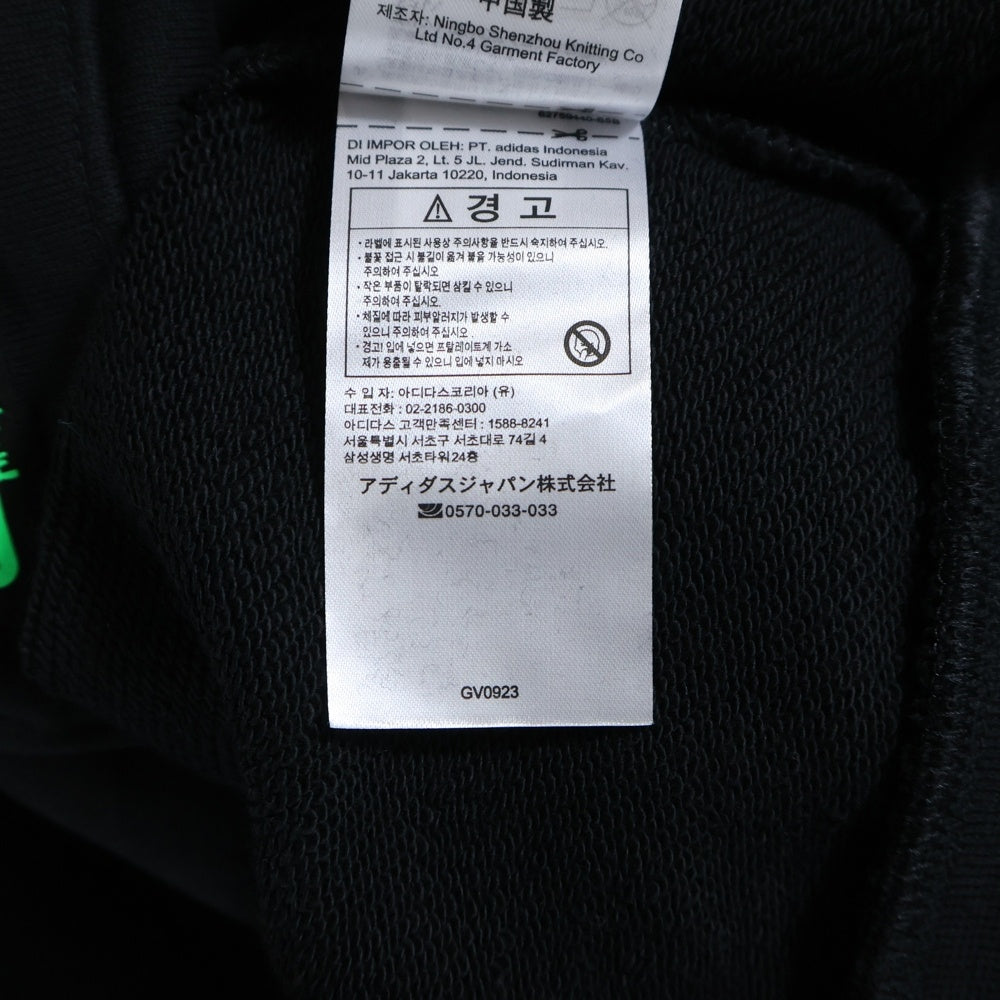 中国製
제조자: Ningbo Shenzhou Knitting Co
Ltd No.4 Garment Factory
DI IMPOR OLEH: PT. adidas Indonesia
Mid Plaza 2, Lt. 5 JL. Jend. Sudirman Kav.
10-11 Jakarta 10220, Indonesia
경 고
• 라벨에 표시된 사용상 주의사항을 반드시 숙지하여 주십시오.
• 불꽃 접근 시 불길이 옮겨 붙을 가능성이 있으니
주의하여 주십시오
• 작은 부품이 탈락되면 삼킬 수 있으니
주의하여 주십시오.
• 체질에 따라 피부알러지가 발생할 수
있으니 주의하여 주십시오 .
• 경고! 입에 넣으면 프탈레이트계 가소
제가 용출될 수 있으니 입에 넣지 마시오
수 입 자: 아디다스코리아 (유)
대표전화 : 02-2186-0300
아디다스 고객만족센터 : 1588-8241
서울특별시 서초구 서초대로 74길 4
삼성생명 서초타워24층
アディダスジャパン株式会社
0570-033-033
GV0923